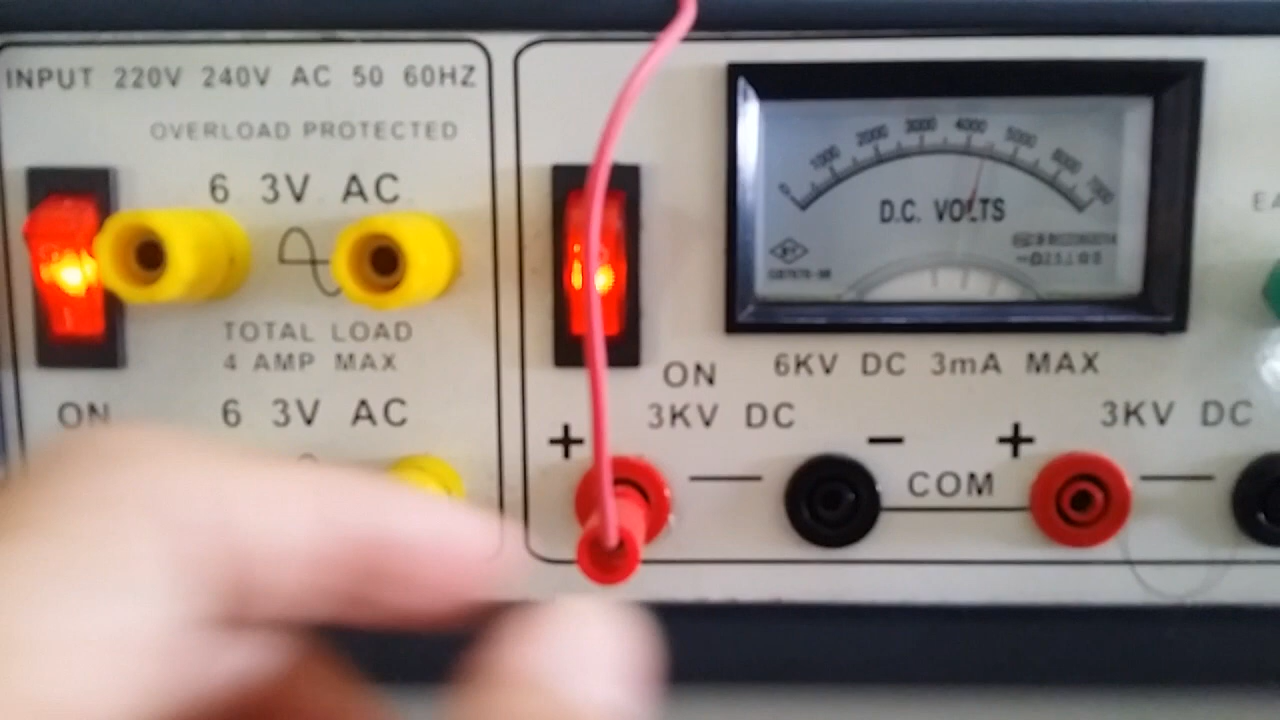 INPUT 220V 240V AC 50 60HZ
OVERLOAD PROTECTED
6 3V AC
TOTAL LOAD
4 AMP MAX
ON
6 3V AC
0 1000 2000 3000 4000 5000 6000 7000
D.C. VOLTS
6KV DC 3mA MAX
ON
+ 3KV DC
− COM +
3KV DC
EA